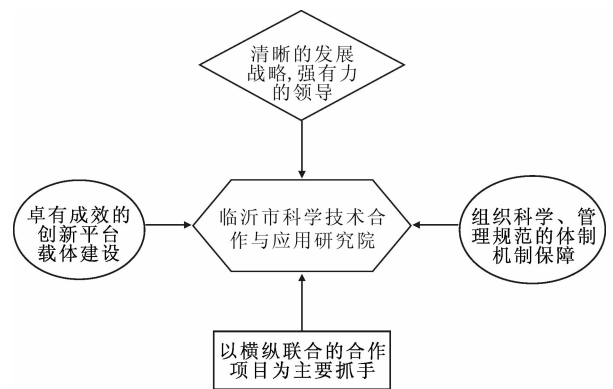 清晰的发展
战略,强有力
的领导
卓有成效的
创新平台
载体建设
临沂市科学技术合
作与应用研究院
组织科学、管
理规范的体制
机制保障
以横纵联合的合作
项目为主要抓手